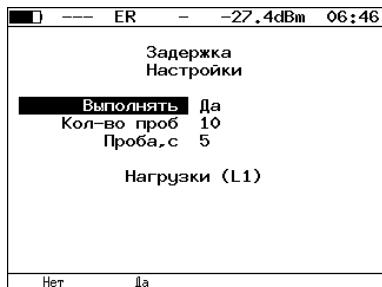 --- ER - -27.4dBm 06:46
Задержка
Настройки
Выполнять Да
Кол-во проб 10
Проба,с 5
Нагрузки (L1)
Нет Да